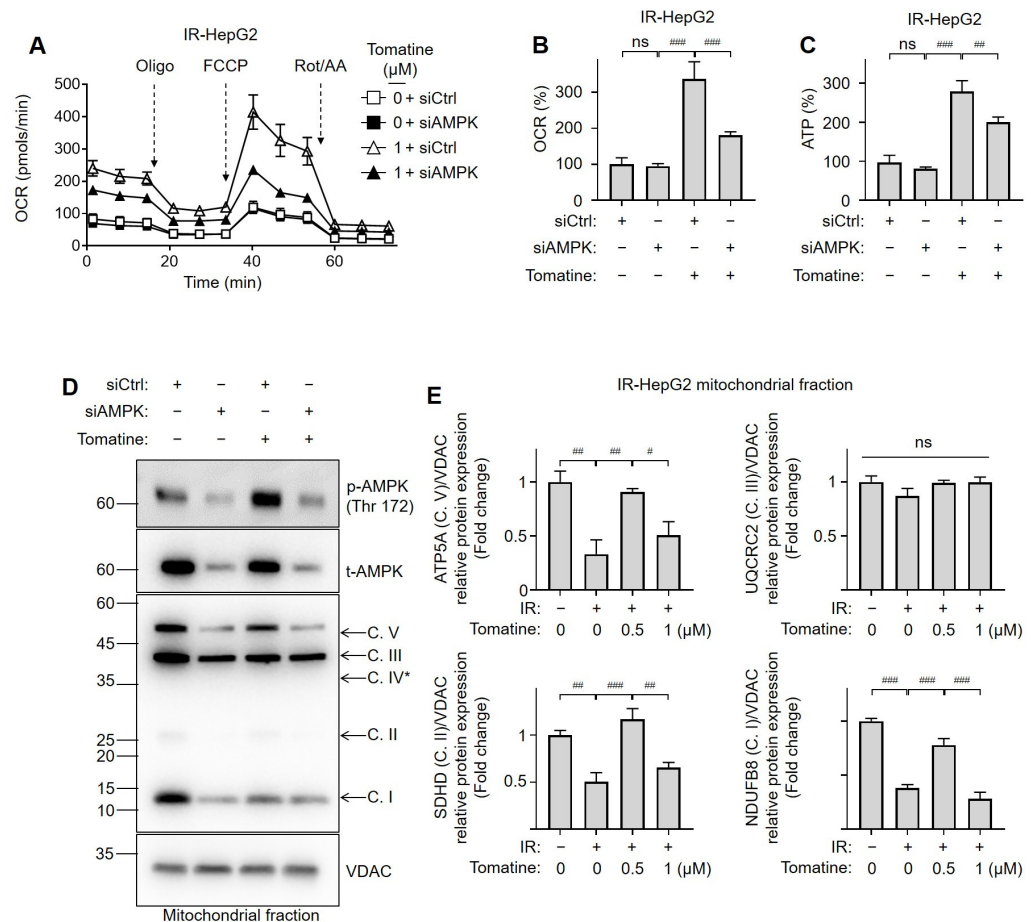 A
IR-HepG2
Oligo
FCCP
Rot/AA
Tomatine
(µM)
0 + siCtrl
0 + siAMPK
1 + siCtrl
1 + siAMPK
OCR (pmols/min)
500
400
300
200
100
0
0 20 40 60
Time (min)
B
IR-HepG2
ns ### ###
OCR (%)
300
200
100
0
siCtrl: + − + −
siAMPK: − + − +
Tomatine: − − + +
C
IR-HepG2
ns ### ##
ATP (%)
300
200
100
0
siCtrl: + − + −
siAMPK: − + − +
Tomatine: − − + +
D
siCtrl: + − + −
siAMPK: − + − +
Tomatine: − − + +
60
p-AMPK
(Thr 172)
60
t-AMPK
60
45
35
25
20
15
10
C. V
C. III
C. IV*
C. II
C. I
35
VDAC
Mitochondrial fraction
E
IR-HepG2 mitochondrial fraction
ATP5A (C. V)/VDAC
relative protein expression
(Fold change)
## ## #
1
0.5
0
IR: − + + +
Tomatine: 0 0 0.5 1 (µM)
UQCRC2 (C. III)/VDAC
relative protein expression
(Fold change)
ns
0.5
IR: − + + +
Tomatine: 0 0 0.5 1 (µM)
SDHD (C. II)/VDAC
relative protein expression
(Fold change)
## ### ##
1
0.5
IR: − + + +
Tomatine: 0 0 0.5 1 (µM)
NDUFB8 (C. I)/VDAC
relative protein expression
(Fold change)
### ### ###
IR: − + + +
Tomatine: 0 0 0.5 1 (µM)